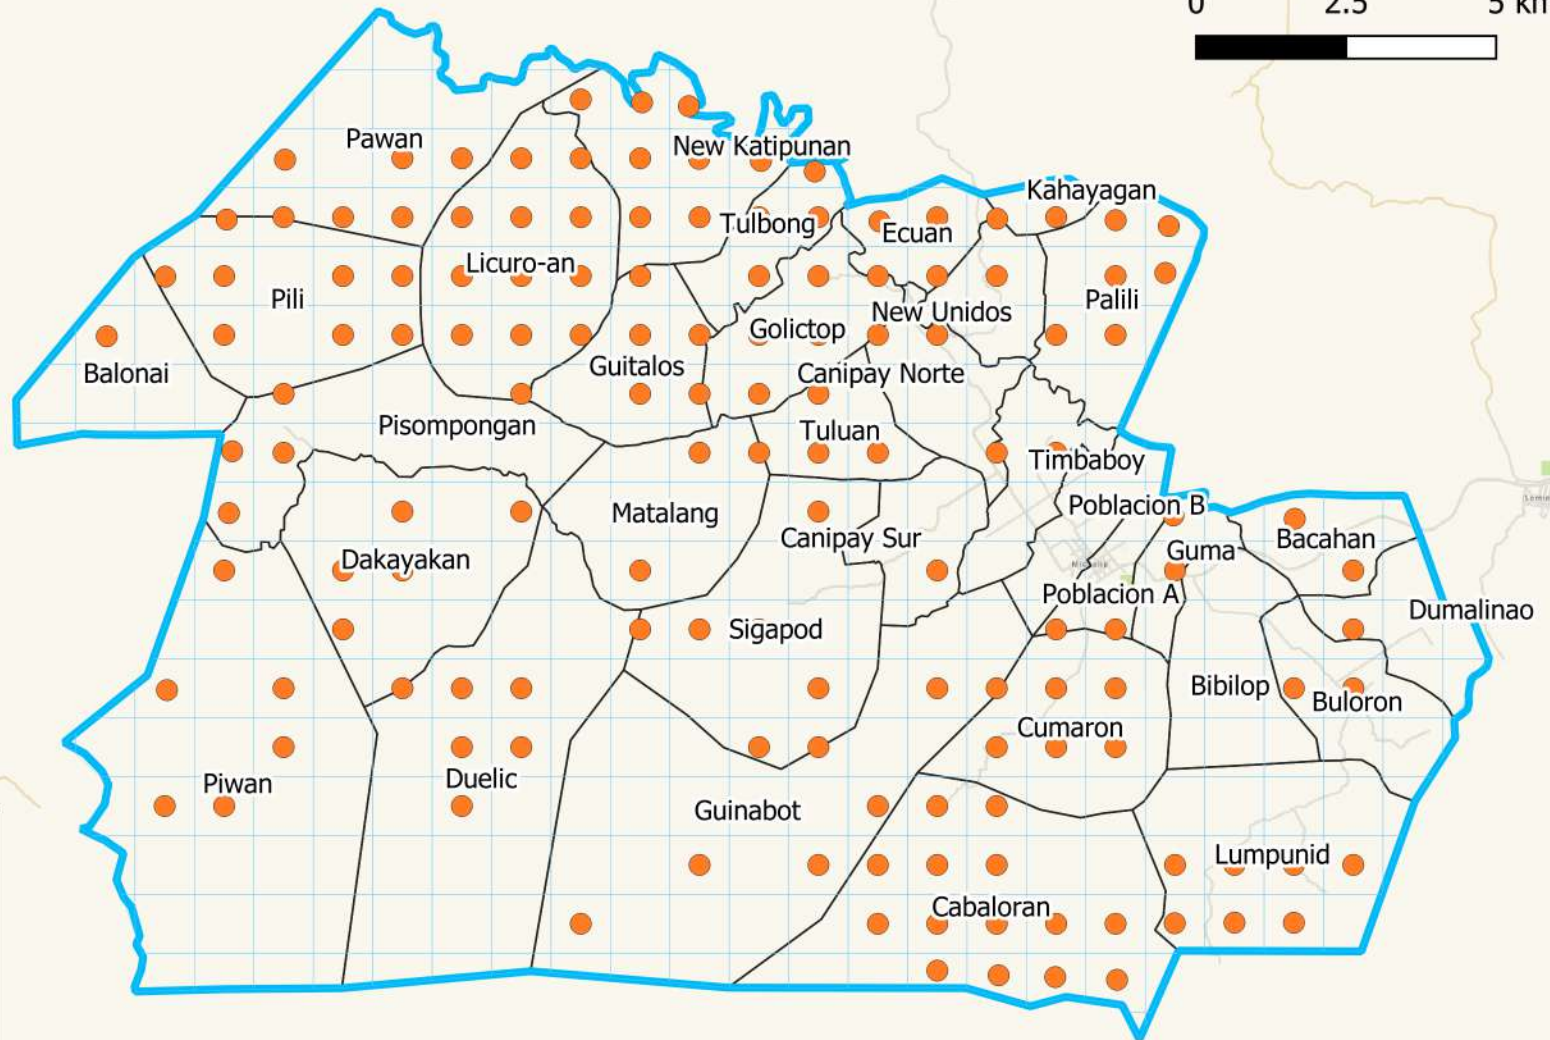 0 2.5 5 km
Pawan
New Katipunan
Kahayagan
Tulbong
Ecuan
Licuro-an
Pili
Palili
New Unidos
Golictop
Guitalos
Balonai
Canipay Norte
Pisompongan
Tuluan
Timbaboy
Poblacion B
Matalang
Canipay Sur
Bacahan
Guma
Dakayakan
Poblacion A
Dumalinao
Sigapod
Bibilop
Buloron
Cumaron
Duelic
Piwan
Guinabot
Lumpunid
Cabaloran